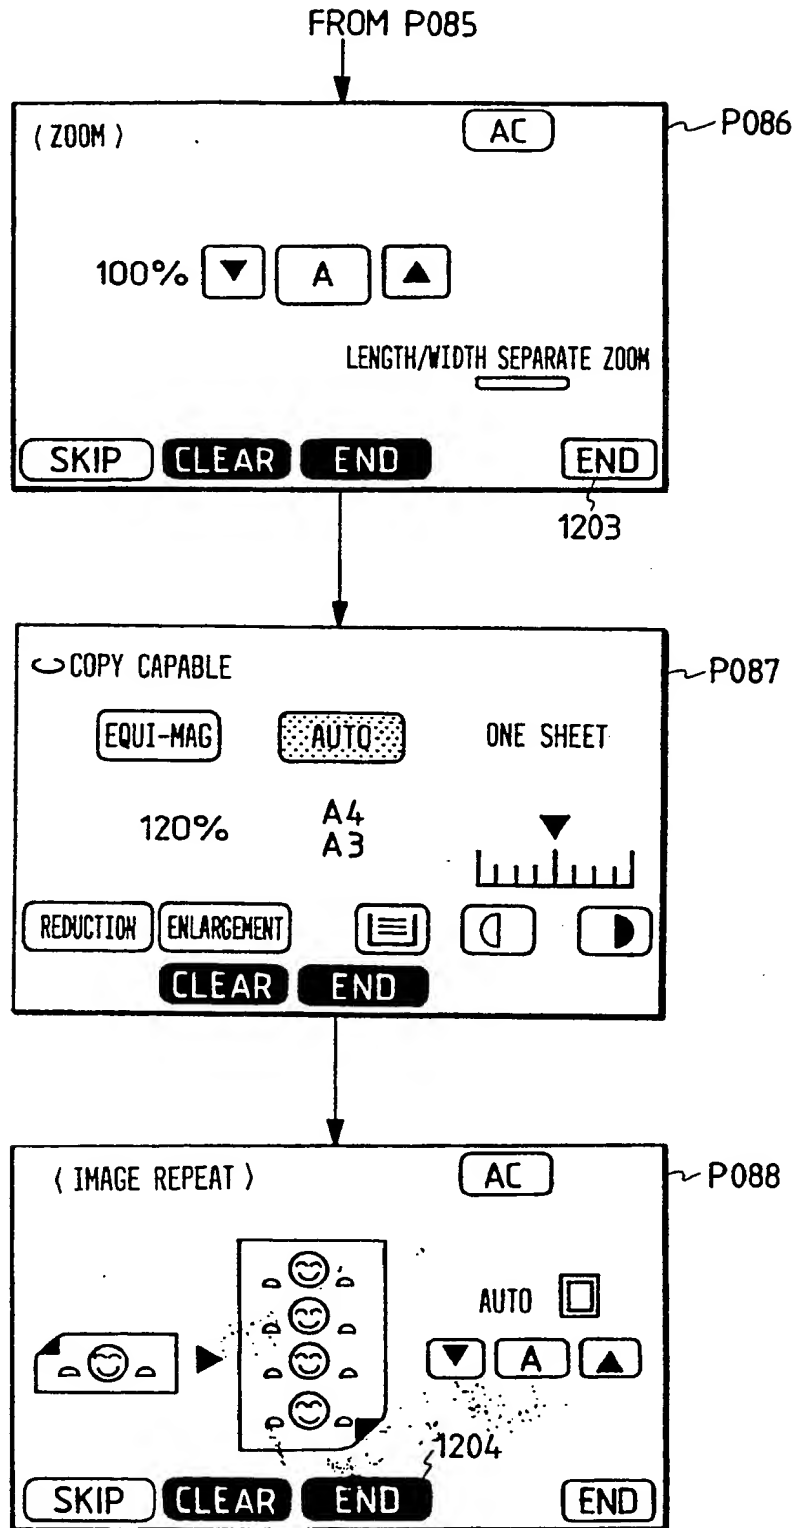 FROM P085
(ZOOM) AC P086
100% ▼ A ▲
LENGTH/WIDTH SEPARATE ZOOM
SKIP CLEAR END END
1203
COPY CAPABLE P087
EQUI-MAG AUTO ONE SHEET
120% A4
A3
REDUCTION ENLARGEMENT
CLEAR END
(IMAGE REPEAT) AC P088
AUTO
▼ A ▲
1204
SKIP CLEAR END END